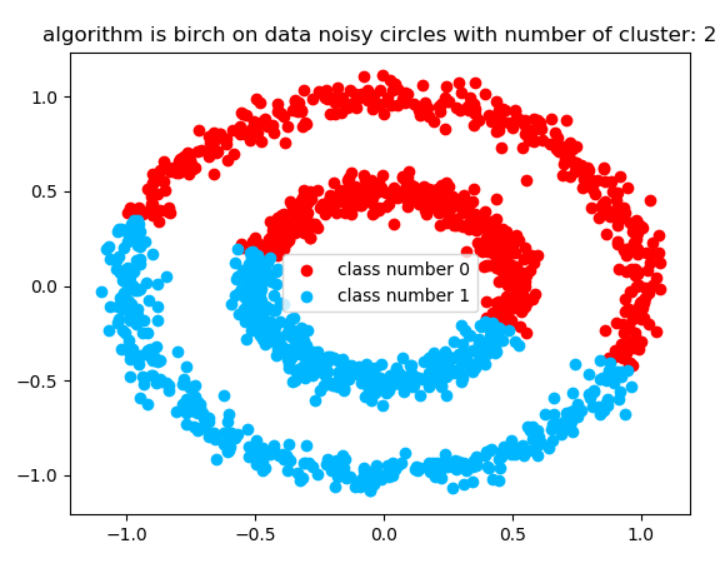 algorithm is birch on data noisy circles with number of cluster: 2
1.0
0.5
0.0
−0.5
−1.0
class number 0
class number 1
−1.0 −0.5 0.0 0.5 1.0